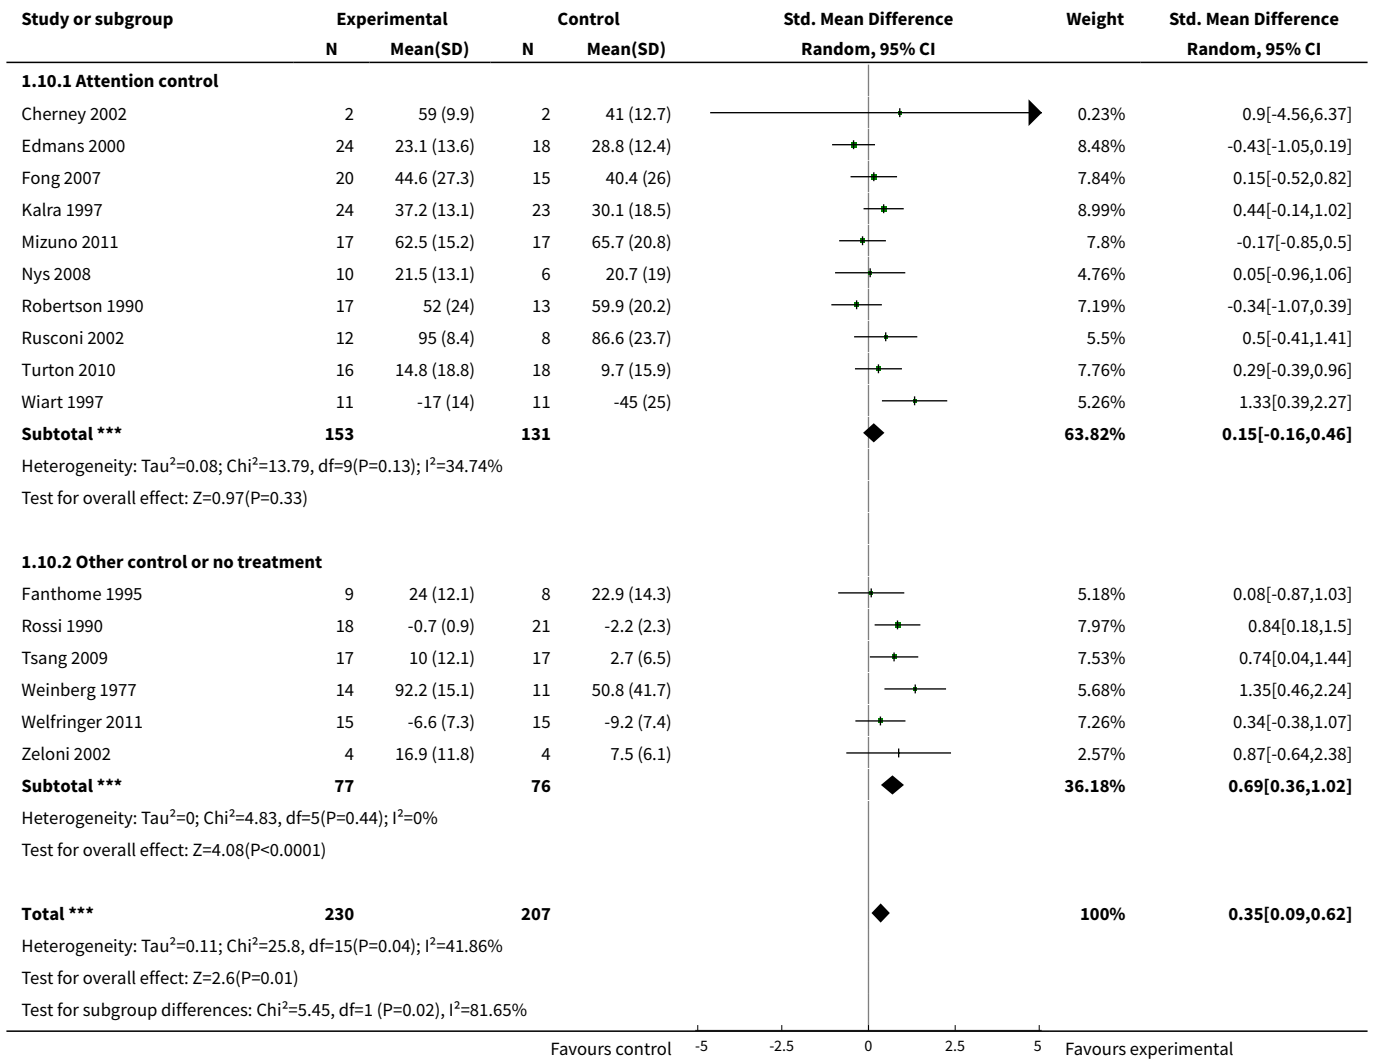 Study or subgroup Experimental Control Std. Mean Difference Weight Std. Mean Difference
N Mean(SD) N Mean(SD) Random, 95% CI Random, 95% CI
1.10.1 Attention control
Cherney 2002 2 59 (9.9) 2 41 (12.7) 0.23% 0.9[-4.56,6.37]
Edmans 2000 24 23.1 (13.6) 18 28.8 (12.4) 8.48% -0.43[-1.05,0.19]
Fong 2007 20 44.6 (27.3) 15 40.4 (26) 7.84% 0.15[-0.52,0.82]
Kalra 1997 24 37.2 (13.1) 23 30.1 (18.5) 8.99% 0.44[-0.14,1.02]
Mizuno 2011 17 62.5 (15.2) 17 65.7 (20.8) 7.8% -0.17[-0.85,0.5]
Nys 2008 10 21.5 (13.1) 6 20.7 (19) 4.76% 0.05[-0.96,1.06]
Robertson 1990 17 52 (24) 13 59.9 (20.2) 7.19% -0.34[-1.07,0.39]
Rusconi 2002 12 95 (8.4) 8 86.6 (23.7) 5.5% 0.5[-0.41,1.41]
Turton 2010 16 14.8 (18.8) 18 9.7 (15.9) 7.76% 0.29[-0.39,0.96]
Wiart 1997 11 -17 (14) 11 -45 (25) 5.26% 1.33[0.39,2.27]
Subtotal *** 153 131 63.82% 0.15[-0.16,0.46]
Heterogeneity: Tau²=0.08; Chi²=13.79, df=9(P=0.13); I²=34.74%
Test for overall effect: Z=0.97(P=0.33)
1.10.2 Other control or no treatment
Fanthome 1995 9 24 (12.1) 8 22.9 (14.3) 5.18% 0.08[-0.87,1.03]
Rossi 1990 18 -0.7 (0.9) 21 -2.2 (2.3) 7.97% 0.84[0.18,1.5]
Tsang 2009 17 10 (12.1) 17 2.7 (6.5) 7.53% 0.74[0.04,1.44]
Weinberg 1977 14 92.2 (15.1) 11 50.8 (41.7) 5.68% 1.35[0.46,2.24]
Welfringer 2011 15 -6.6 (7.3) 15 -9.2 (7.4) 7.26% 0.34[-0.38,1.07]
Zeloni 2002 4 16.9 (11.8) 4 7.5 (6.1) 2.57% 0.87[-0.64,2.38]
Subtotal *** 77 76 36.18% 0.69[0.36,1.02]
Heterogeneity: Tau²=0; Chi²=4.83, df=5(P=0.44); I²=0%
Test for overall effect: Z=4.08(P<0.0001)
Total *** 230 207 100% 0.35[0.09,0.62]
Heterogeneity: Tau²=0.11; Chi²=25.8, df=15(P=0.04); I²=41.86%
Test for overall effect: Z=2.6(P=0.01)
Test for subgroup differences: Chi²=5.45, df=1 (P=0.02), I²=81.65%
Favours control -5 -2.5 0 2.5 5 Favours experimental